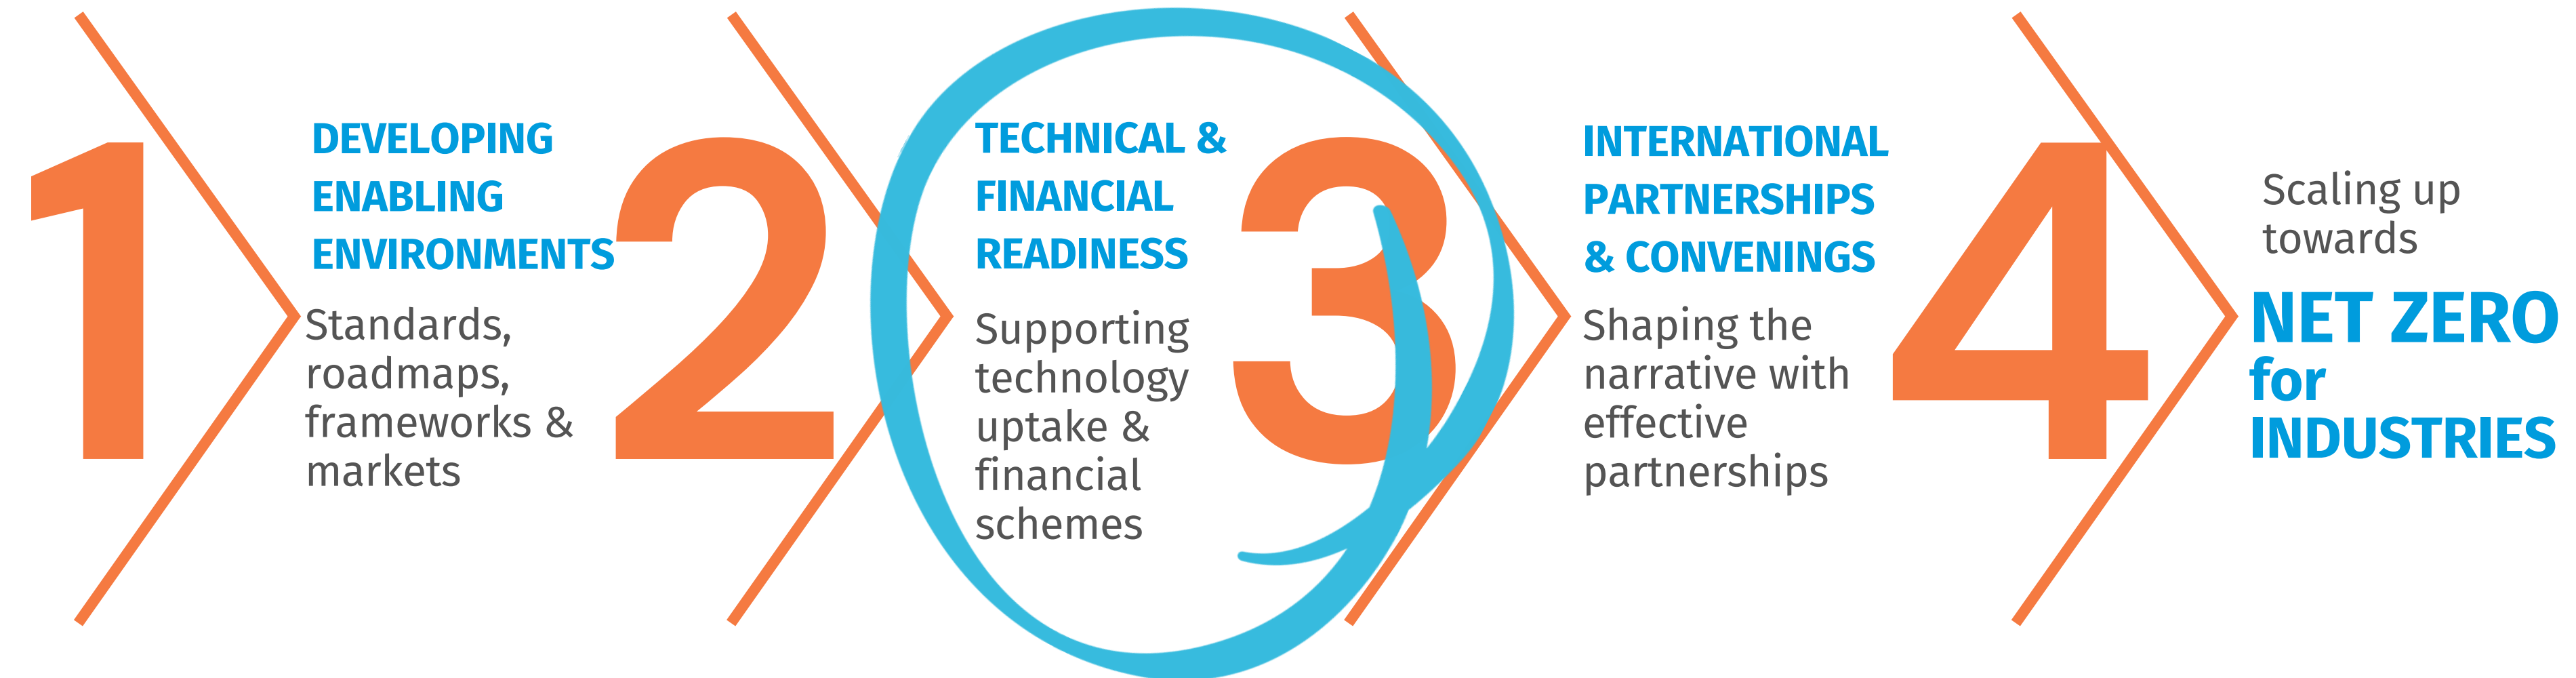 1
DEVELOPING
ENABLING
ENVIRONMENTS
Standards,
roadmaps,
frameworks &
markets
2
TECHNICAL &
FINANCIAL
READINESS
Supporting
technology
uptake &
financial
schemes
3
INTERNATIONAL
PARTNERSHIPS
& CONVENINGS
Shaping the
narrative with
effective
partnerships
4
Scaling up
towards
NET ZERO
for
INDUSTRIES